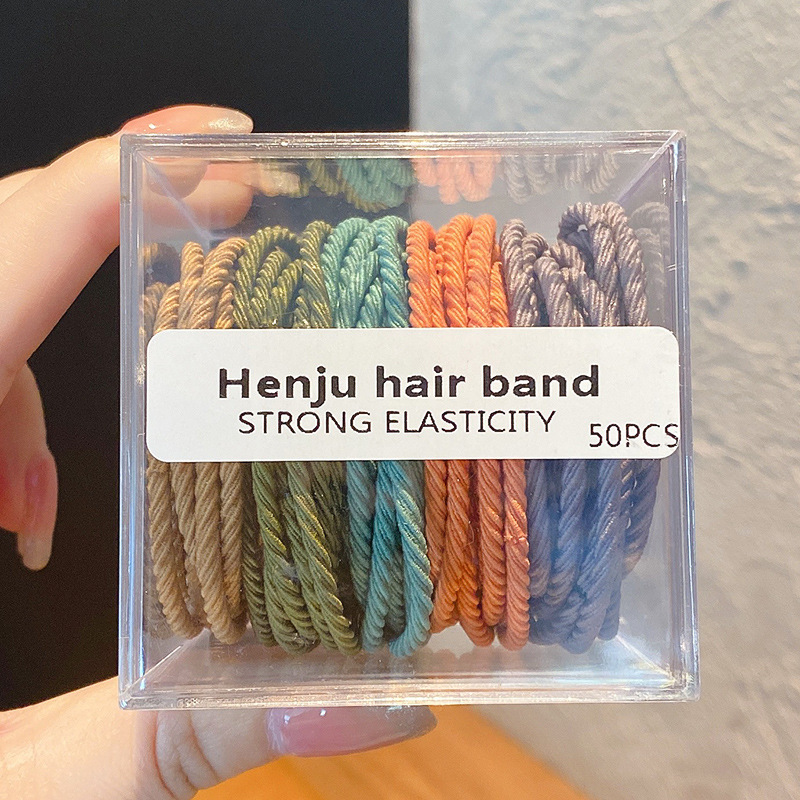 Henju hair band
STRONG ELASTICITY
50PCS